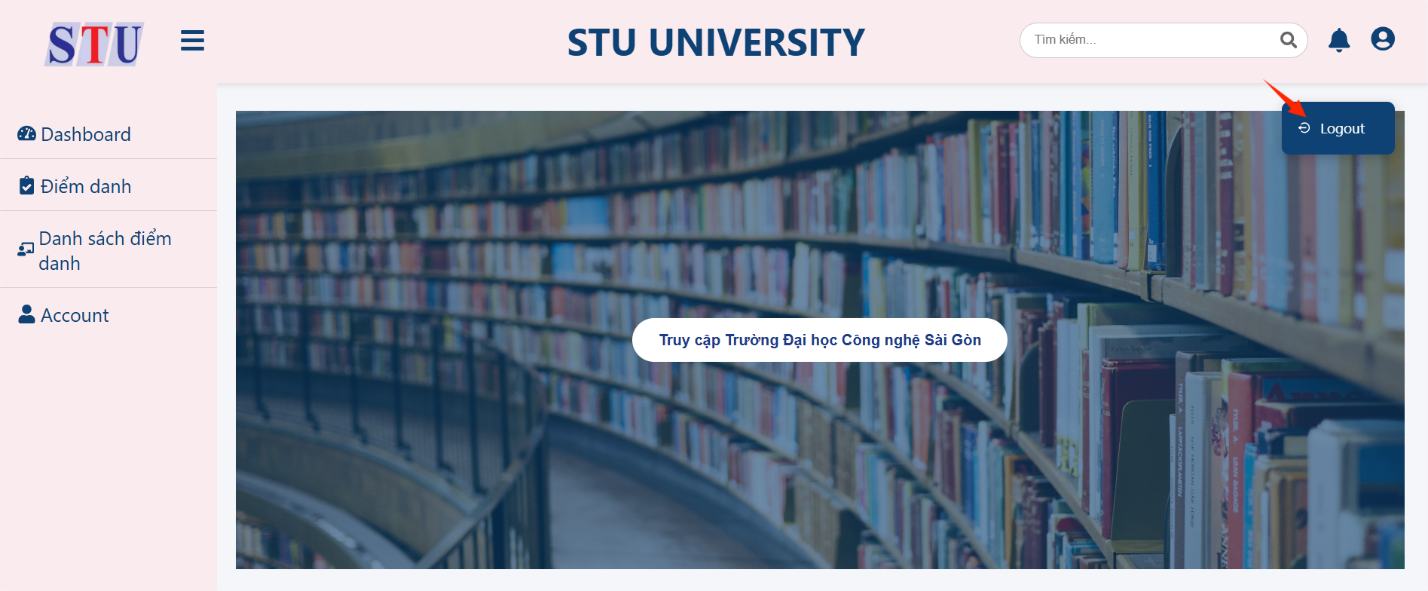 STU
STU UNIVERSITY
Tìm kiếm...
Logout
Dashboard
Điểm danh
Danh sách điểm
danh
Account
Truy cập Trường Đại học Công nghệ Sài Gòn